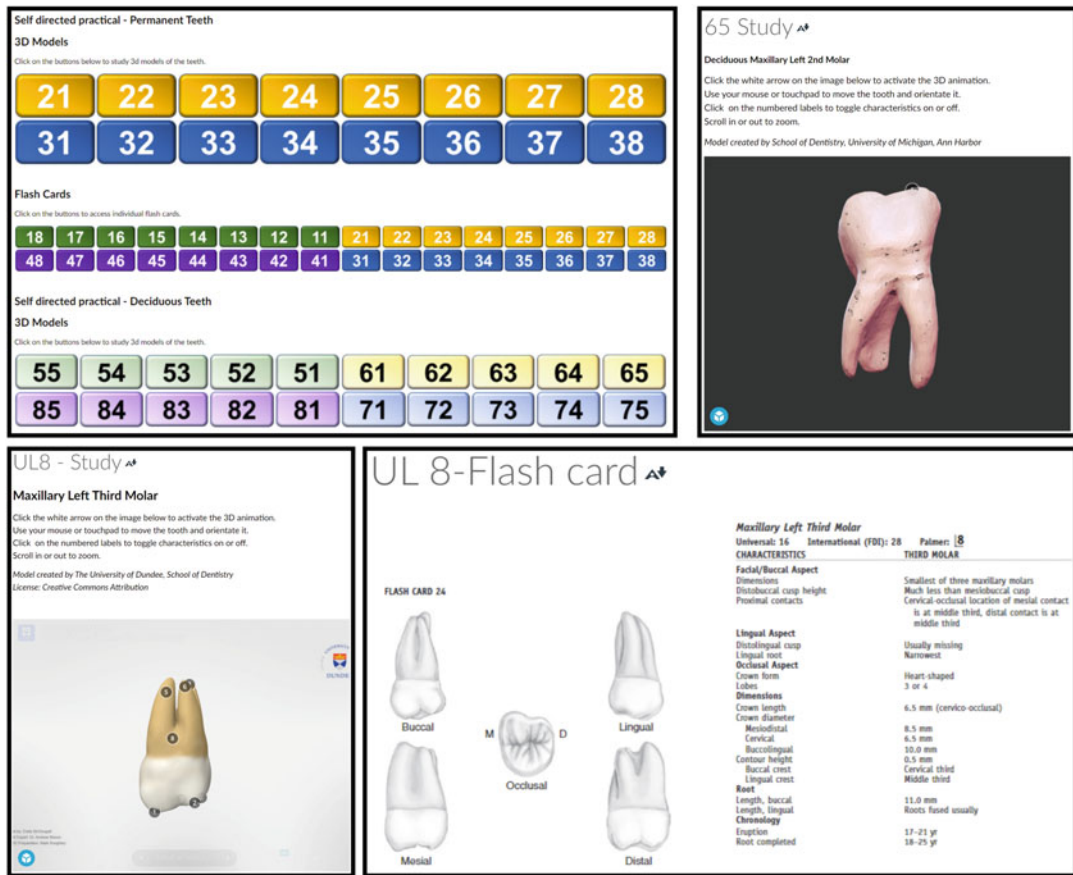 Self directed practical - Permanent Teeth
3D Models
Click on the buttons below to study 3d models of the teeth.
21 22 23 24 25 26 27 28
31 32 33 34 35 36 37 38
Flash Cards
Click on the buttons to access individual flash cards.
18 17 16 15 14 13 12 11 21 22 23 24 25 26 27 28
48 47 46 45 44 43 42 41 31 32 33 34 35 36 37 38
Self directed practical - Deciduous Teeth
3D Models
Click on the buttons below to study 3d models of the teeth.
55 54 53 52 51 61 62 63 64 65
85 84 83 82 81 71 72 73 74 75
65 Study
Deciduous Maxillary Left 2nd Molar
Click the white arrow on the image below to activate the 3D animation.
Use your mouse or touchpad to move the tooth and orientate it.
Click on the numbered labels to toggle characteristics on or off.
Scroll in or out to zoom.
Model created by School of Dentistry, University of Michigan, Ann Harbor
UL8 - Study
Maxillary Left Third Molar
Click the white arrow on the image below to activate the 3D animation.
Use your mouse or touchpad to move the tooth and orientate it.
Click on the numbered labels to toggle characteristics on or off.
Scroll in or out to zoom.
Model created by The University of Dundee, School of Dentistry
License: Creative Commons Attribution
UL 8-Flash card
FLASH CARD 24
Buccal
Lingual
M D
Occlusal
Mesial
Distal
Maxillary Left Third Molar
Universal: 16 International (FDI): 28 Palmer: 8
CHARACTERISTICS THIRD MOLAR
Facial/Buccal Aspect
Dimensions Smallest of three maxillary molars
Distobuccal cusp height Much less than mesiobuccal cusp
Proximal contacts Cervical-occlusal location of mesial contact
is at middle third, distal contact is at
middle third
Lingual Aspect
Distolingual cusp Usually missing
Lingual root Narrowest
Occlusal Aspect
Crown form Heart-shaped
Lobes 3 or 4
Dimensions
Crown length 6.5 mm (cervico-occlusal)
Crown diameter
Mesiodistal 8.5 mm
Cervical 6.5 mm
Buccolingual 10.0 mm
Contour height 0.5 mm
Buccal crest Cervical third
Lingual crest Middle third
Root
Length, buccal 11.0 mm
Length, lingual Roots fused usually
Chronology
Eruption 17-21 yr
Root completed 18-25 yr